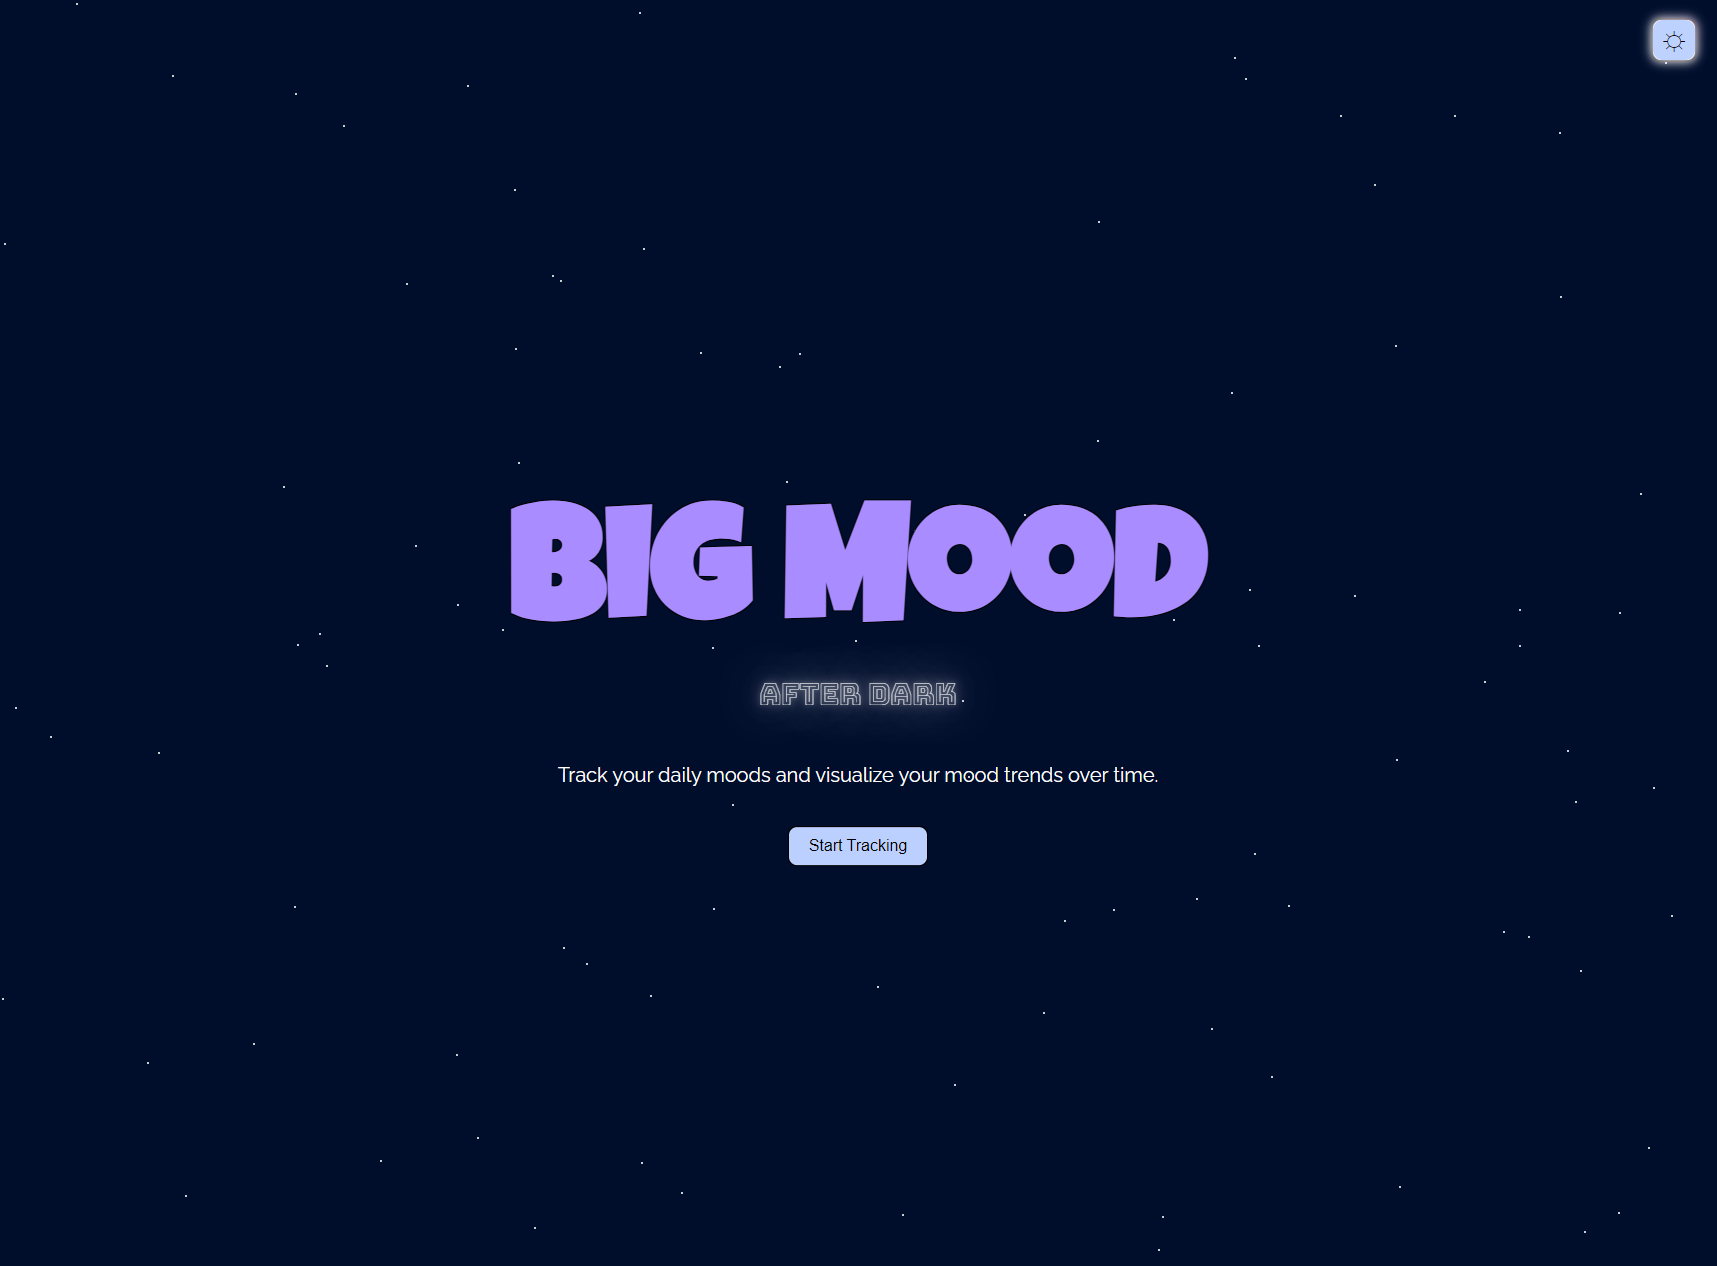 BIG MOOD
AFTER DARK
Track your daily moods and visualize your mood trends over time.
Start Tracking